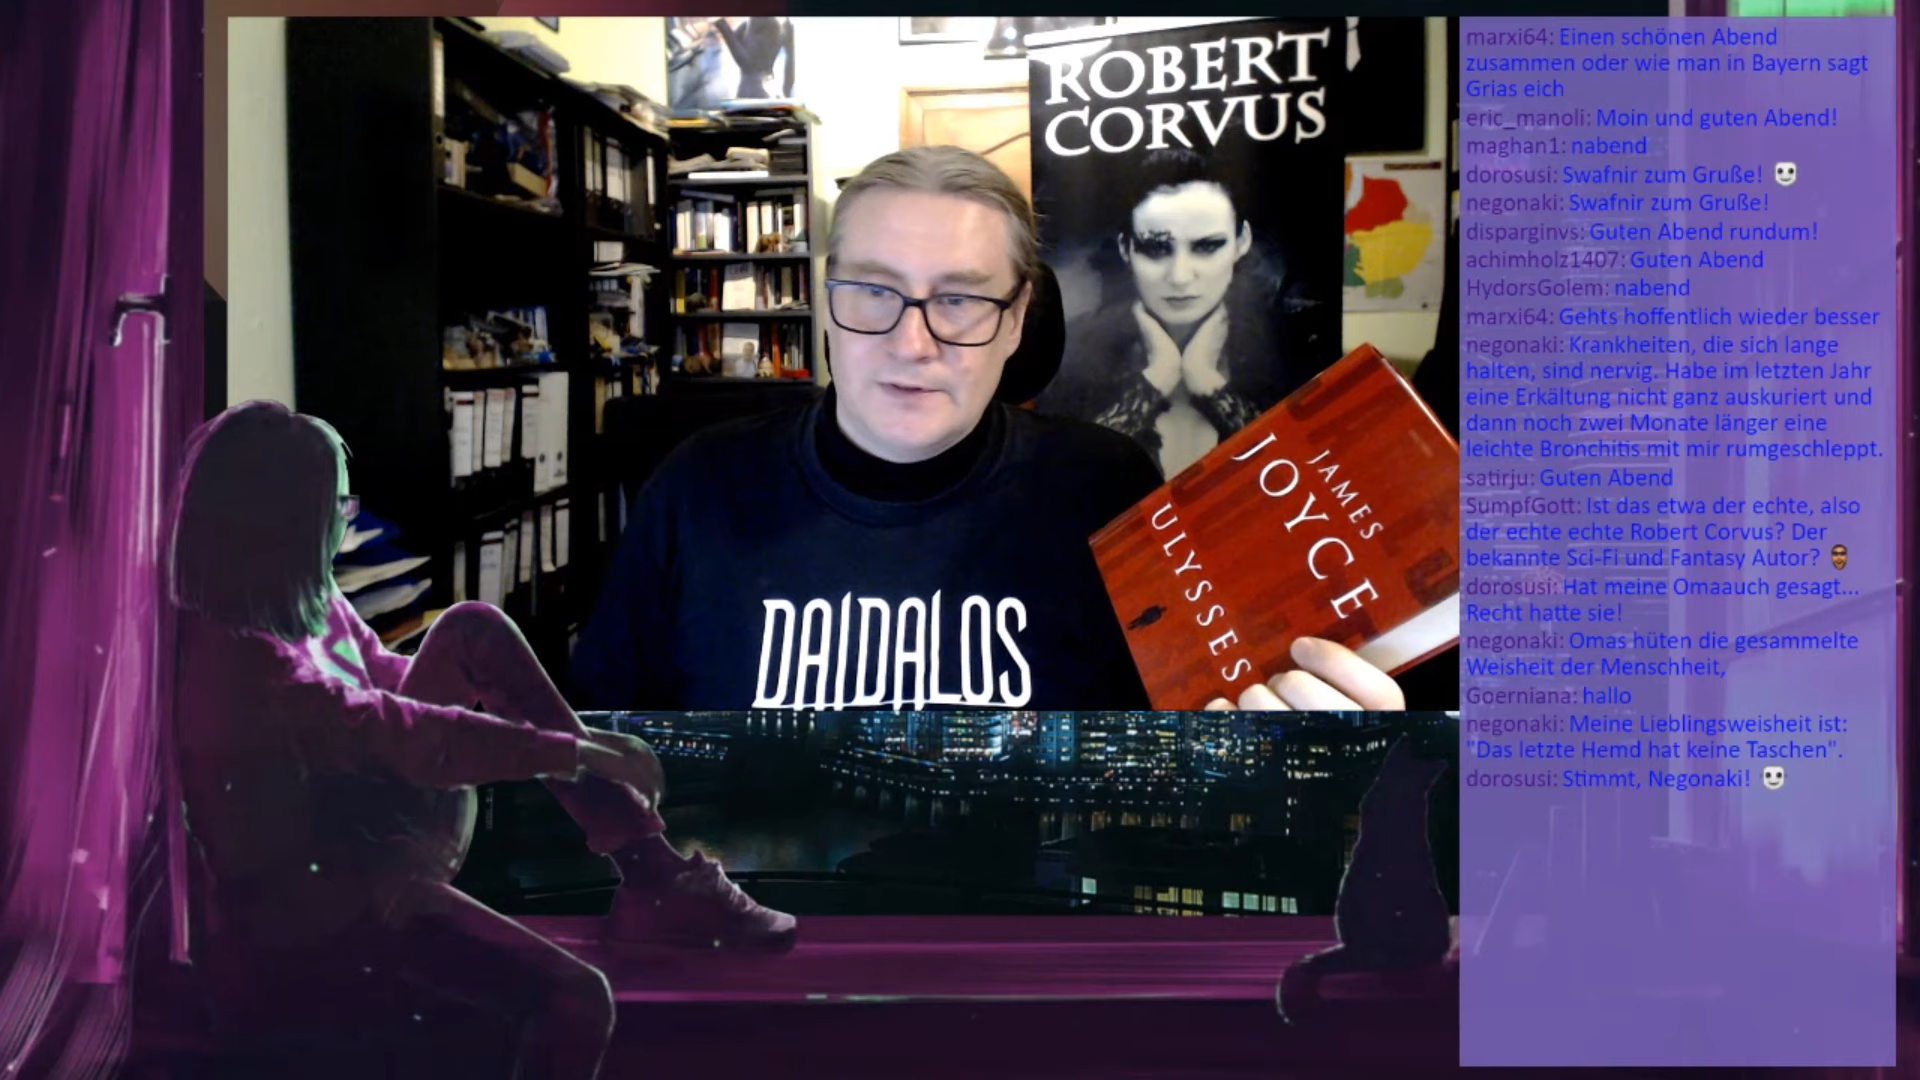 ROBERT
CORVUS
JAMES
JOYCE
ULYSSES
DAIDALOS
marxi64: Einen schönen Abend
zusammen oder wie man in Bayern sagt
Grias eich
eric_manoli: Moin und guten Abend!
maghan1: nabend
dorosusi: Swafnir zum Gruße!
negonaki: Swafnir zum Gruße!
disparginvs: Guten Abend rundum!
achimholz1407: Guten Abend
HydorsGolem: nabend
marxi64: Gehts hoffentlich wieder besser
negonaki: Krankheiten, die sich lange
halten, sind nervig. Habe im letzten Jahr
eine Erkältung nicht ganz auskuriert und
dann noch zwei Monate länger eine
leichte Bronchitis mit mir rumgeschleppt.
satirju: Guten Abend
SumpfGott: Ist das etwa der echte, also
der echte echte Robert Corvus? Der
bekannte Sci-Fi und Fantasy Autor?
dorosusi: Hat meine Omaauch gesagt...
Recht hatte sie!
negonaki: Omas hüten die gesammelte
Weisheit der Menschheit,
Goerniana: hallo
negonaki: Meine Lieblingsweisheit ist:
"Das letzte Hemd hat keine Taschen".
dorosusi: Stimmt, Negonaki!